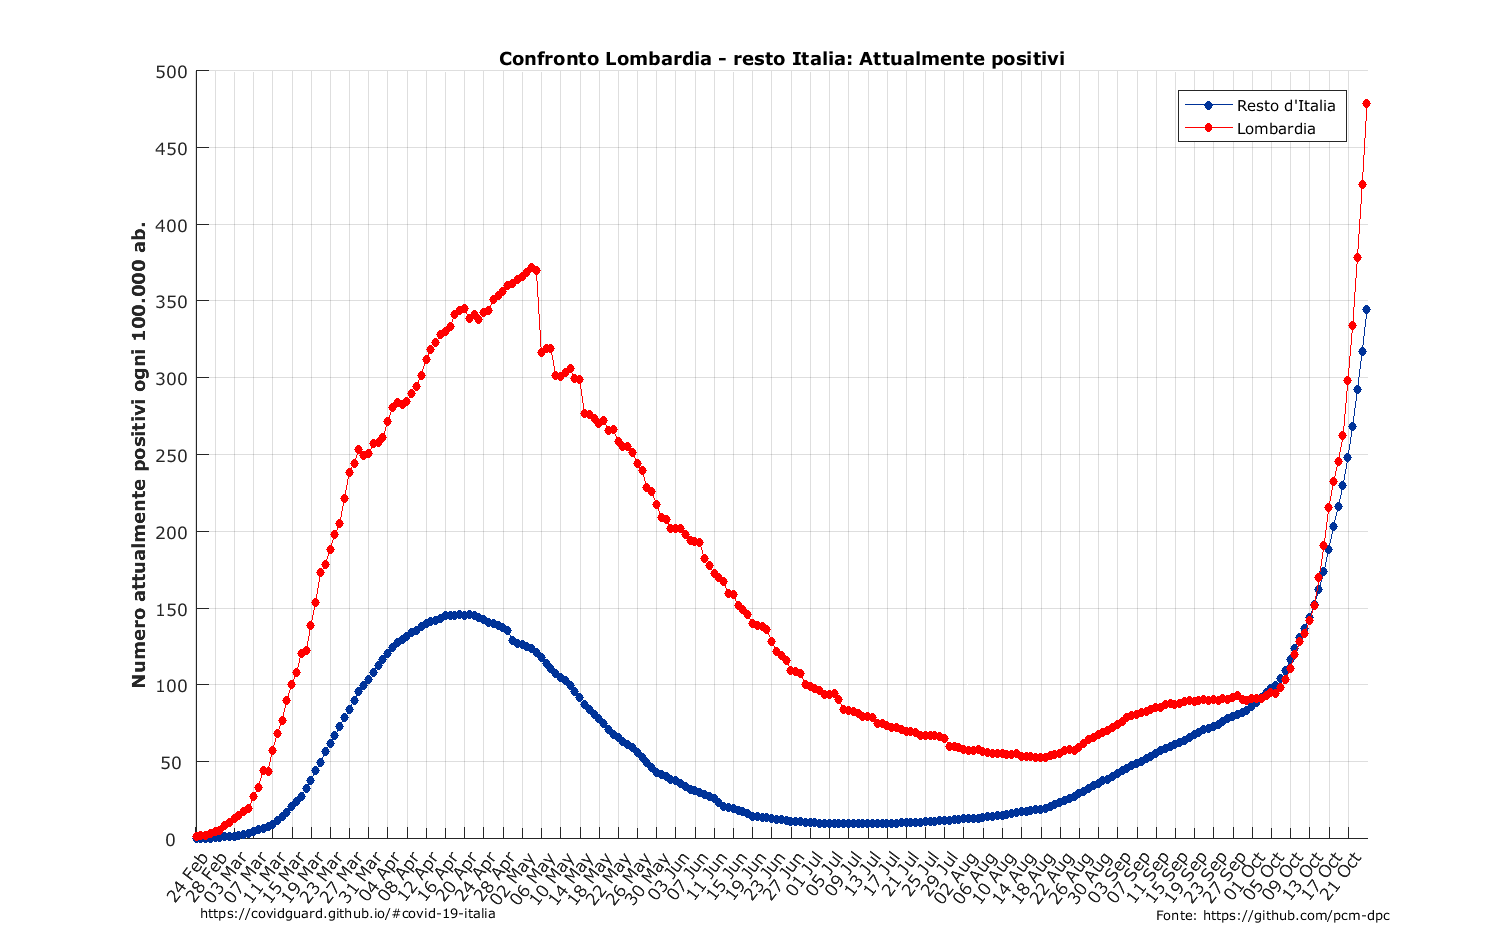 Confronto Lombardia - resto Italia: Attualmente positivi
Resto d'Italia
Lombardia
Numero attualmente positivi ogni 100.000 ab.
500
450
400
350
300
250
200
150
100
50
0
24 Feb
28 Feb
03 Mar
07 Mar
11 Mar
15 Mar
19 Mar
23 Mar
27 Mar
31 Mar
04 Apr
08 Apr
12 Apr
16 Apr
20 Apr
24 Apr
28 Apr
02 May
06 May
10 May
14 May
18 May
22 May
26 May
30 May
03 Jun
07 Jun
11 Jun
15 Jun
19 Jun
23 Jun
27 Jun
01 Jul
05 Jul
09 Jul
13 Jul
17 Jul
21 Jul
25 Jul
29 Jul
02 Aug
06 Aug
10 Aug
14 Aug
18 Aug
22 Aug
26 Aug
30 Aug
03 Sep
07 Sep
11 Sep
15 Sep
19 Sep
23 Sep
27 Sep
01 Oct
05 Oct
09 Oct
13 Oct
17 Oct
21 Oct
https://covidguard.github.io/#covid-19-italia
Fonte: https://github.com/pcm-dpc